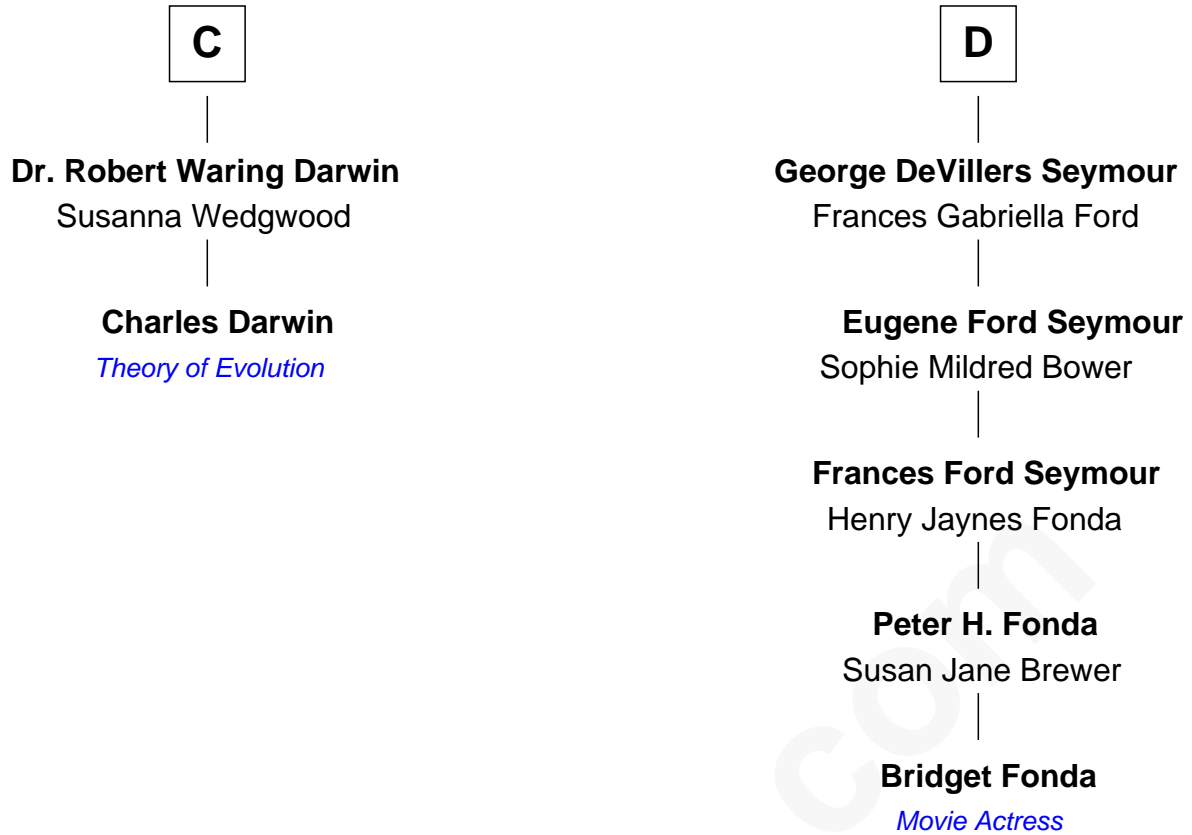 C
Dr. Robert Waring Darwin
Susanna Wedgwood
Charles Darwin
Theory of Evolution
D
George DeVillers Seymour
Frances Gabriella Ford
Eugene Ford Seymour
Sophie Mildred Bower
Frances Ford Seymour
Henry Jaynes Fonda
Peter H. Fonda
Susan Jane Brewer
Bridget Fonda
Movie Actress
com